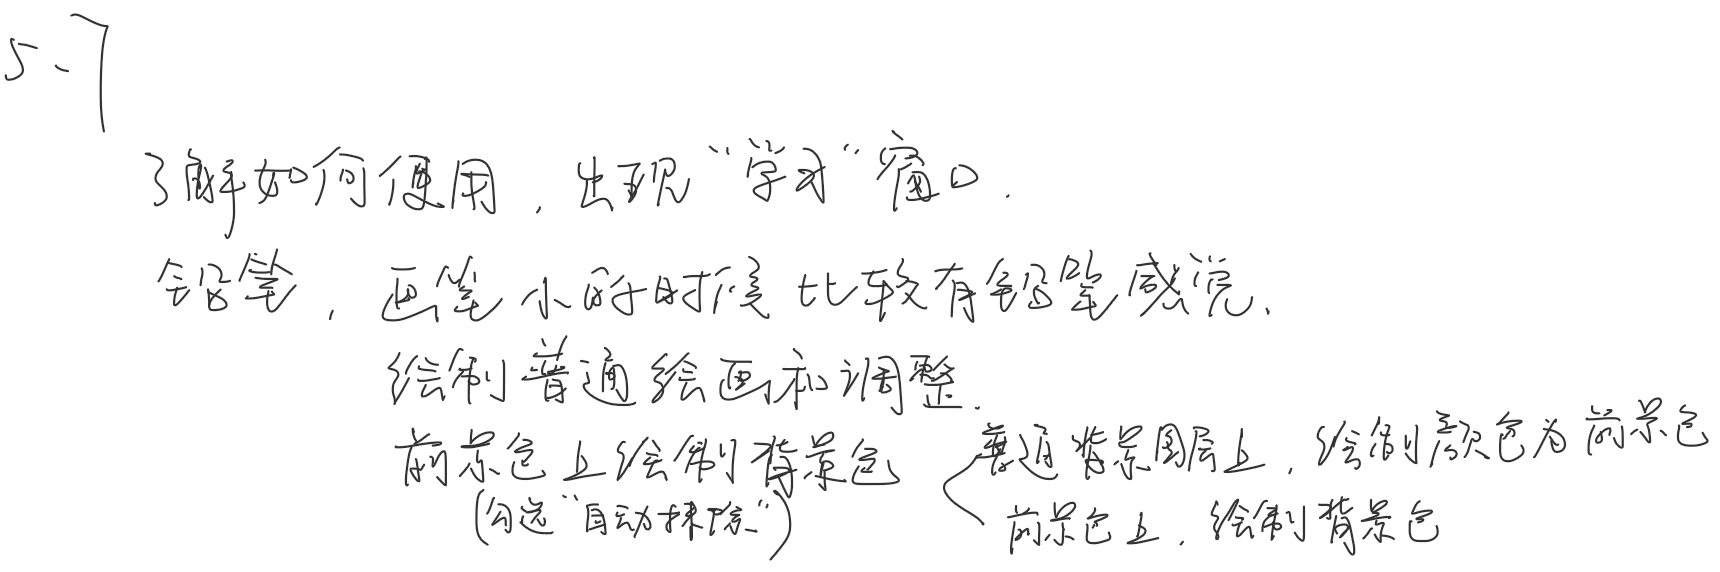 5-7
了解如何使用，出现“学习”窗口．
铅笔，画笔小的时候比较有铅笔感觉．
绘制普通绘画和调整．
前景色上绘制背景色
(勾选“自动抹除”)
普通背景图层上，绘制颜色为前景色
前景色上，绘制背景色